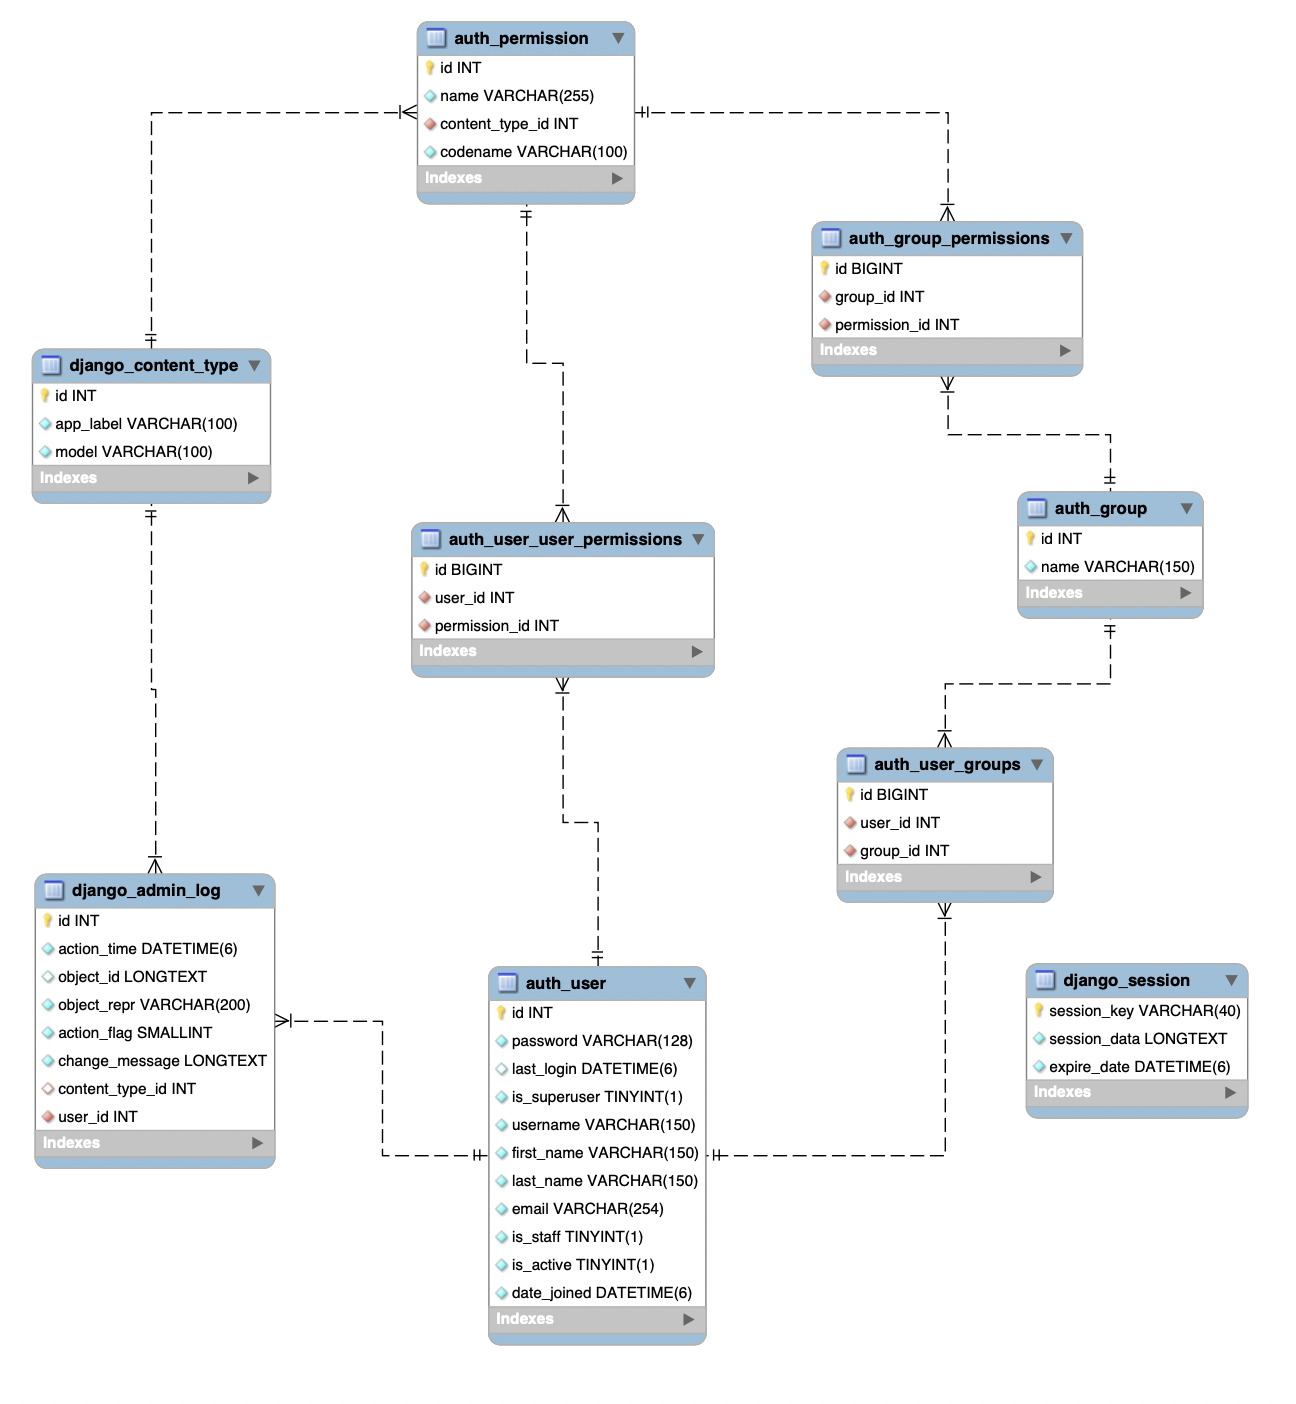 auth_permission
id INT
name VARCHAR(255)
content_type_id INT
codename VARCHAR(100)
Indexes
auth_group_permissions
id BIGINT
group_id INT
permission_id INT
Indexes
django_content_type
id INT
app_label VARCHAR(100)
model VARCHAR(100)
Indexes
auth_group
id INT
name VARCHAR(150)
Indexes
auth_user_user_permissions
id BIGINT
user_id INT
permission_id INT
Indexes
auth_user_groups
id BIGINT
user_id INT
group_id INT
Indexes
django_admin_log
id INT
action_time DATETIME(6)
object_id LONGTEXT
object_repr VARCHAR(200)
action_flag SMALLINT
change_message LONGTEXT
content_type_id INT
user_id INT
Indexes
auth_user
id INT
password VARCHAR(128)
last_login DATETIME(6)
is_superuser TINYINT(1)
username VARCHAR(150)
first_name VARCHAR(150)
last_name VARCHAR(150)
email VARCHAR(254)
is_staff TINYINT(1)
is_active TINYINT(1)
date_joined DATETIME(6)
Indexes
django_session
session_key VARCHAR(40)
session_data LONGTEXT
expire_date DATETIME(6)
Indexes